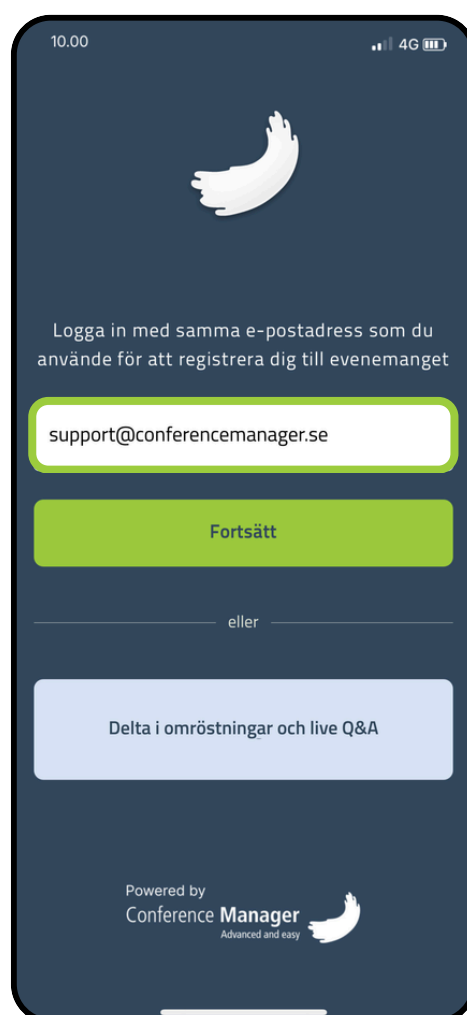 10.00
4G
Logga in med samma e-postadress som du
använde för att registrera dig till evenemanget
support@conferencemanager.se
Fortsätt
eller
Delta i omröstningar och live Q&A
Powered by
Conference Manager
Advanced and easy